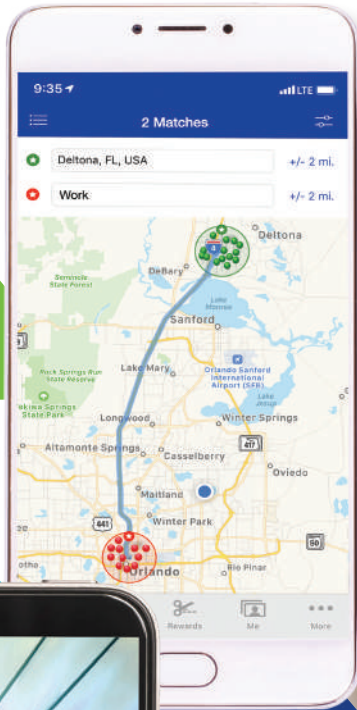 9:35
LTE
2 Matches
Deltona, FL, USA
+/- 2 mi.
Work
+/- 2 mi.
Deltona
4
DeBary
Seminole
State Forest
Lake
Monroe
Sanford
Rock Springs Run
State Reserve
Lake Mary
Orlando Sanford
International
Airport (SFB)
Lake
Jesup
State Park
Longwood
Winter Springs
417
Altamonte Springs
Casselberry
Oviedo
Maitland
441
Winter Park
50
Orlando
Rio Pinar
Rewards
Me
More